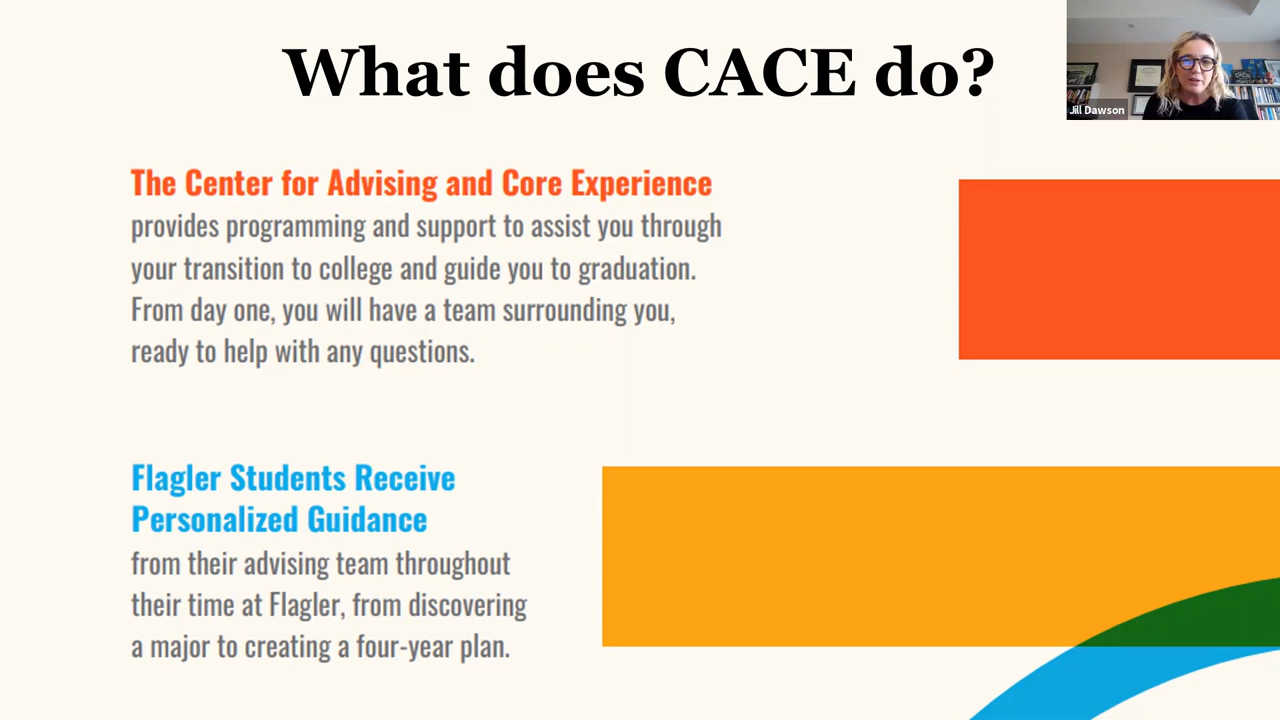 What does CACE do?
Jill Dawson
The Center for Advising and Core Experience
provides programming and support to assist you through
your transition to college and guide you to graduation.
From day one, you will have a team surrounding you,
ready to help with any questions.
Flagler Students Receive
Personalized Guidance
from their advising team throughout
their time at Flagler, from discovering
a major to creating a four-year plan.